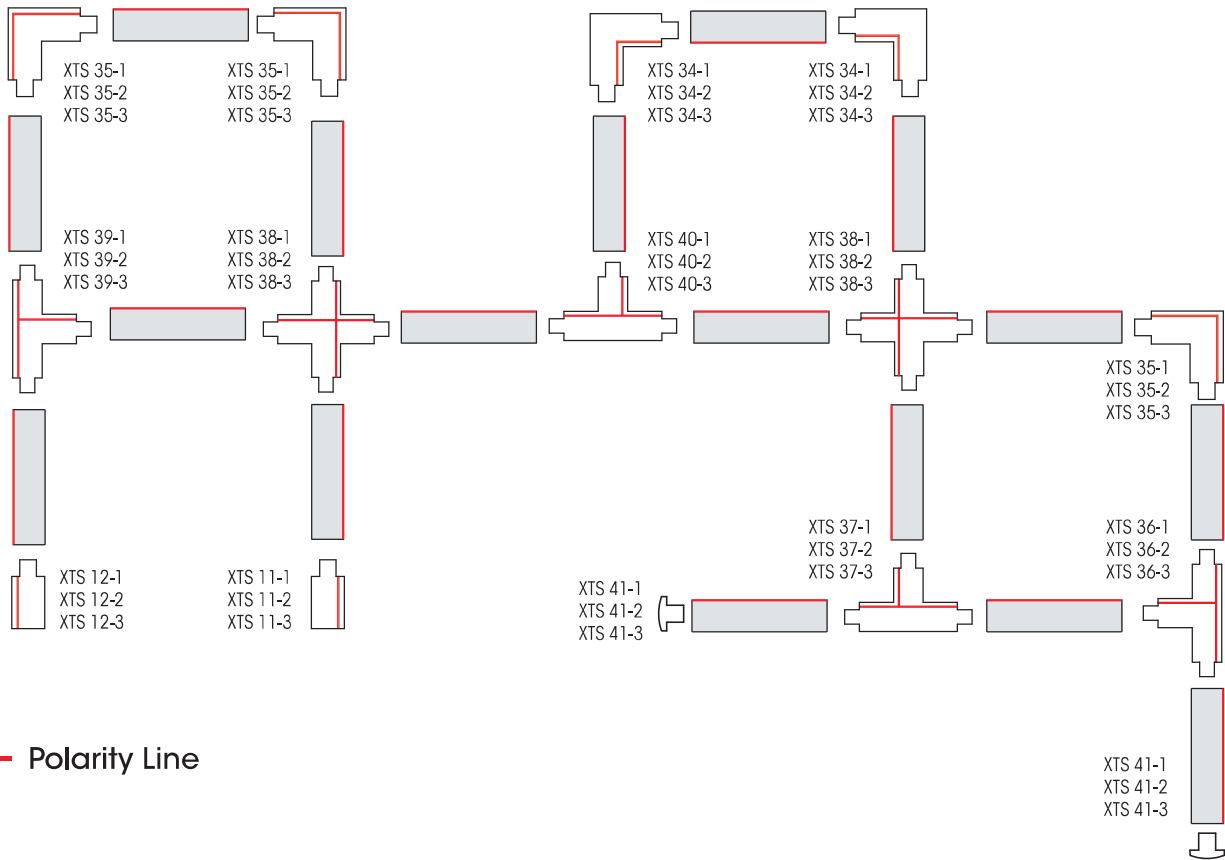 XTS 35-1
XTS 35-2
XTS 35-3
XTS 35-1
XTS 35-2
XTS 35-3
XTS 34-1
XTS 34-2
XTS 34-3
XTS 34-1
XTS 34-2
XTS 34-3
XTS 39-1
XTS 39-2
XTS 39-3
XTS 38-1
XTS 38-2
XTS 38-3
XTS 40-1
XTS 40-2
XTS 40-3
XTS 38-1
XTS 38-2
XTS 38-3
XTS 35-1
XTS 35-2
XTS 35-3
XTS 12-1
XTS 12-2
XTS 12-3
XTS 11-1
XTS 11-2
XTS 11-3
XTS 41-1
XTS 41-2
XTS 41-3
XTS 37-1
XTS 37-2
XTS 37-3
XTS 36-1
XTS 36-2
XTS 36-3
Polarity Line
XTS 41-1
XTS 41-2
XTS 41-3